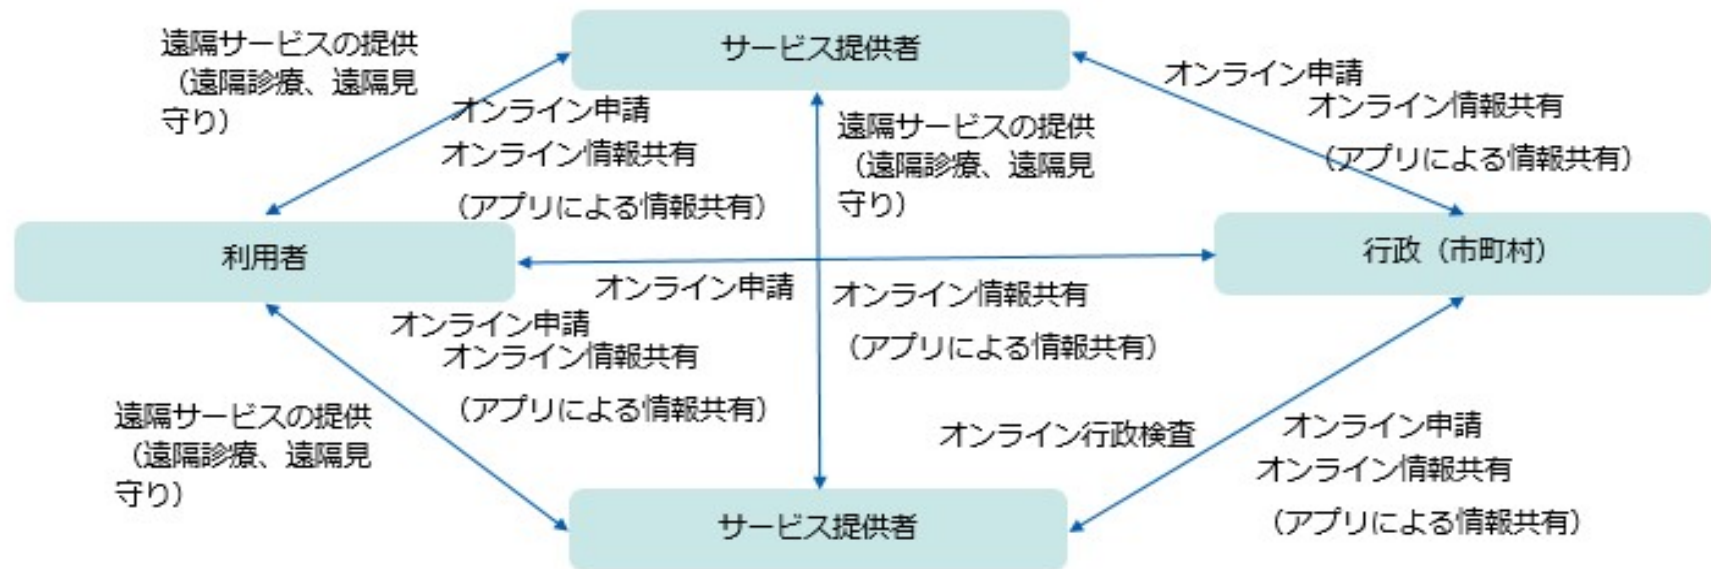 サービス提供者
遠隔サービスの提供
（遠隔診療、遠隔見
守り）
オンライン申請
オンライン情報共有
（アプリによる情報共有）
遠隔サービスの提供
（遠隔診療、遠隔見
守り）
オンライン申請
オンライン情報共有
（アプリによる情報共有）
利用者
行政（市町村）
オンライン申請
オンライン情報共有
（アプリによる情報共有）
オンライン申請
オンライン情報共有
（アプリによる情報共有）
遠隔サービスの提供
（遠隔診療、遠隔見
守り）
オンライン行政検査
オンライン申請
オンライン情報共有
（アプリによる情報共有）
サービス提供者